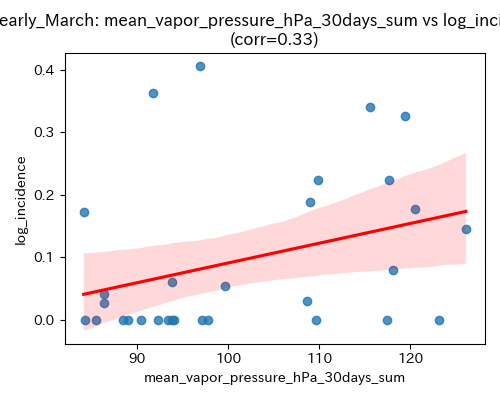 early_March: mean_vapor_pressure_hPa_30days_sum vs log_inci
(corr=0.33)
0.4
0.3
0.2
0.1
0.0
log_incidence
90
100
110
120
mean_vapor_pressure_hPa_30days_sum